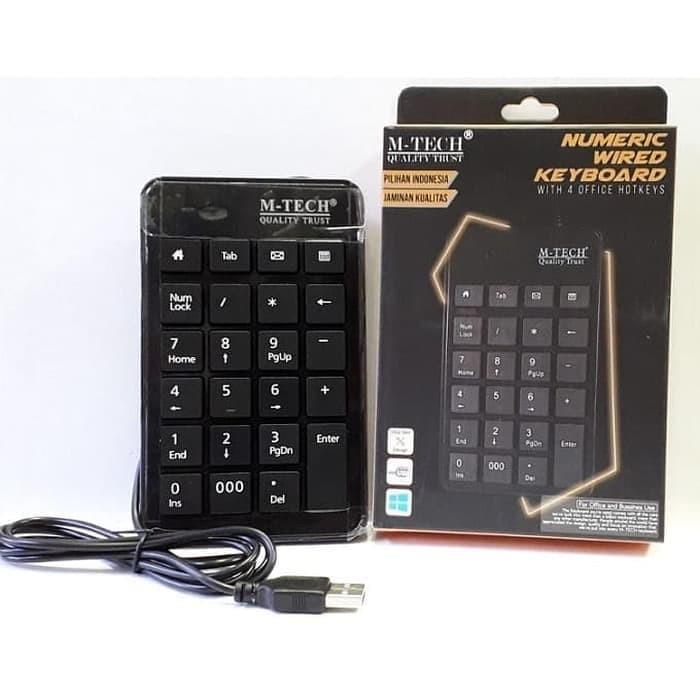 M-TECH®
QUALITY TRUST
Tab
Num
Lock
/
*
←
7
Home
8
↑
9
PgUp
−
4
←
5
_
6
→
+
1
End
2
↓
3
PgDn
Enter
0
Ins
000
.
Del
M-TECH®
QUALITY TRUST
PILIHAN INDONESIA
JAMINAN KUALITAS
NUMERIC
WIRED
KEYBOARD
WITH 4 OFFICE HOTKEYS
M-TECH®
Quality Trust
Tab
Num
Lock
/
*
←
7
Home
8
↑
9
PgUp
−
4
←
5
6
→
+
1
End
2
↓
3
PgDn
Enter
0
Ins
000
.
Del
For Office and Bussines Use